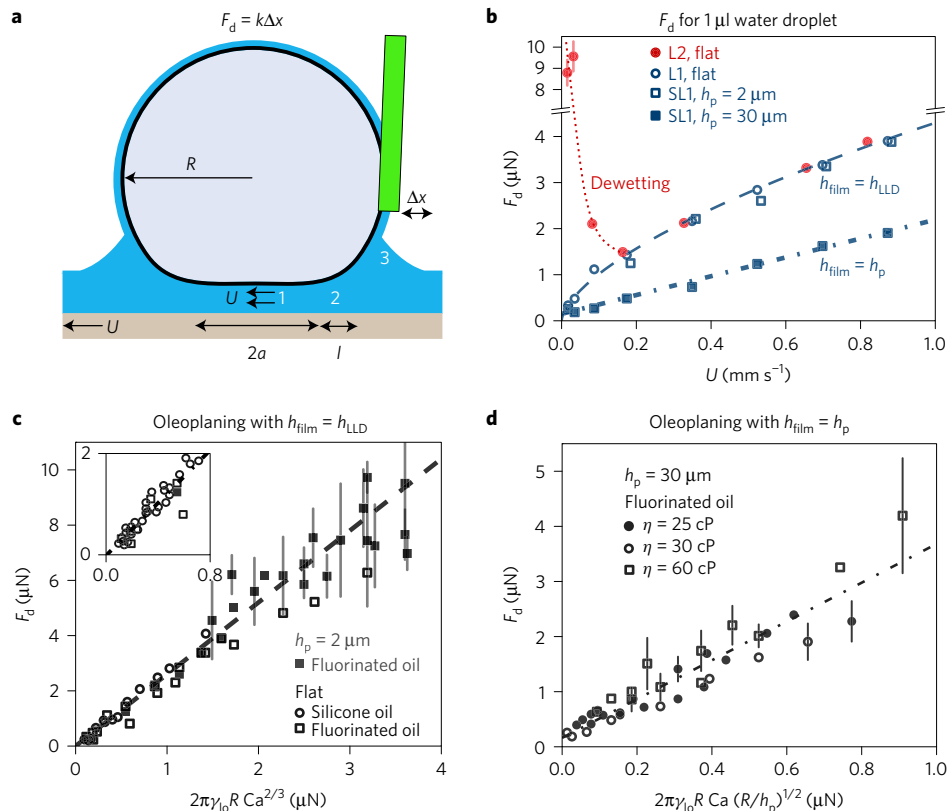 a
F_d = kΔx
R
Δx
3
U
1
2
U
2a
l
b
F_d for 1 μl water droplet
10
9
8
4
3
2
1
0
F_d (μN)
L2, flat
L1, flat
SL1, h_p = 2 μm
SL1, h_p = 30 μm
Dewetting
h_film = h_LLD
h_film = h_p
0.0 0.2 0.4 0.6 0.8 1.0
U (mm s⁻¹)
c
Oleoplaning with h_film = h_LLD
10
8
6
4
2
0
F_d (μN)
2
0
0.0 0.8
h_p = 2 μm
Fluorinated oil
Flat
Silicone oil
Fluorinated oil
0 1 2 3 4
2πγ_lo R Ca^2/3 (μN)
d
Oleoplaning with h_film = h_p
5
4
3
2
1
0
F_d (μN)
h_p = 30 μm
Fluorinated oil
η = 25 cP
η = 30 cP
η = 60 cP
0.0 0.2 0.4 0.6 0.8 1.0
2πγ_lo R Ca (R/h_p)^1/2 (μN)